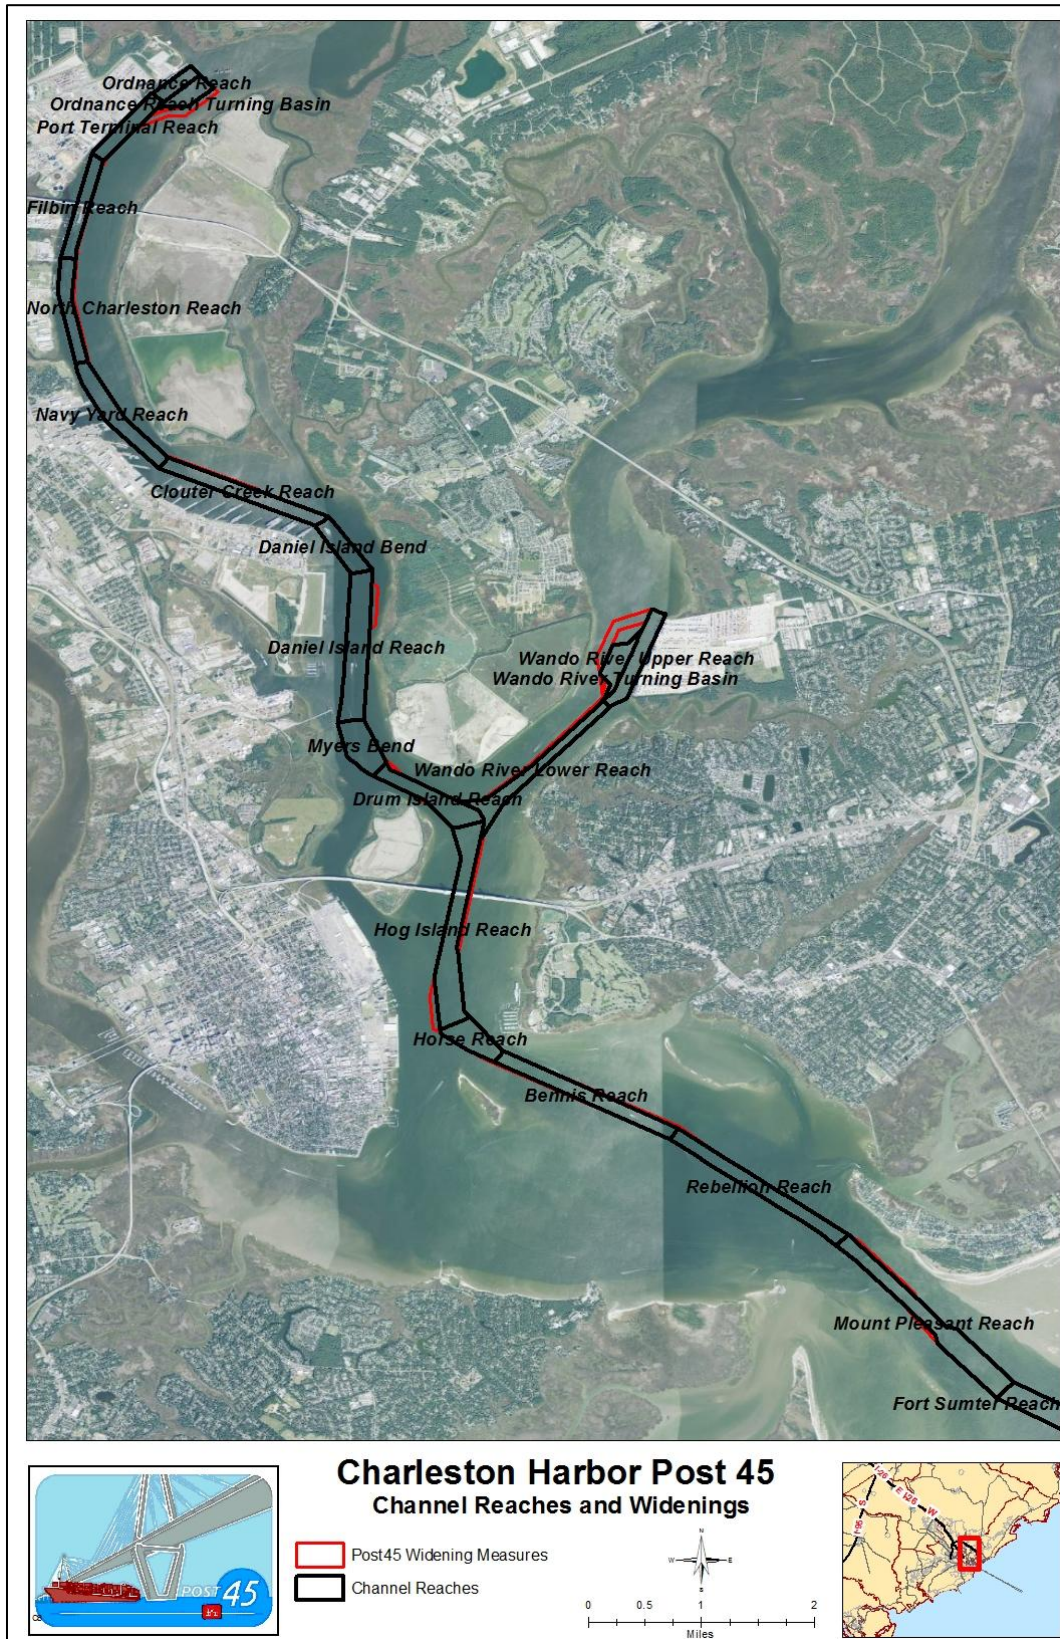 Ordnance Reach
Ordnance Reach Turning Basin
Port Terminal Reach
Filbin Reach
North Charleston Reach
Navy Yard Reach
Clouter Creek Reach
Daniel Island Bend
Daniel Island Reach
Wando River Upper Reach
Wando River Turning Basin
Myers Bend
Wando River Lower Reach
Drum Island Reach
Hog Island Reach
Horse Reach
Bennis Reach
Rebellion Reach
Mount Pleasant Reach
Fort Sumter Reach
Charleston Harbor Post 45
Channel Reaches and Widenings
Post45 Widening Measures
Channel Reaches
N
W E
S
0 0.5 1 2
Miles
POST 45
I-26 E I-26 W
I-95 S